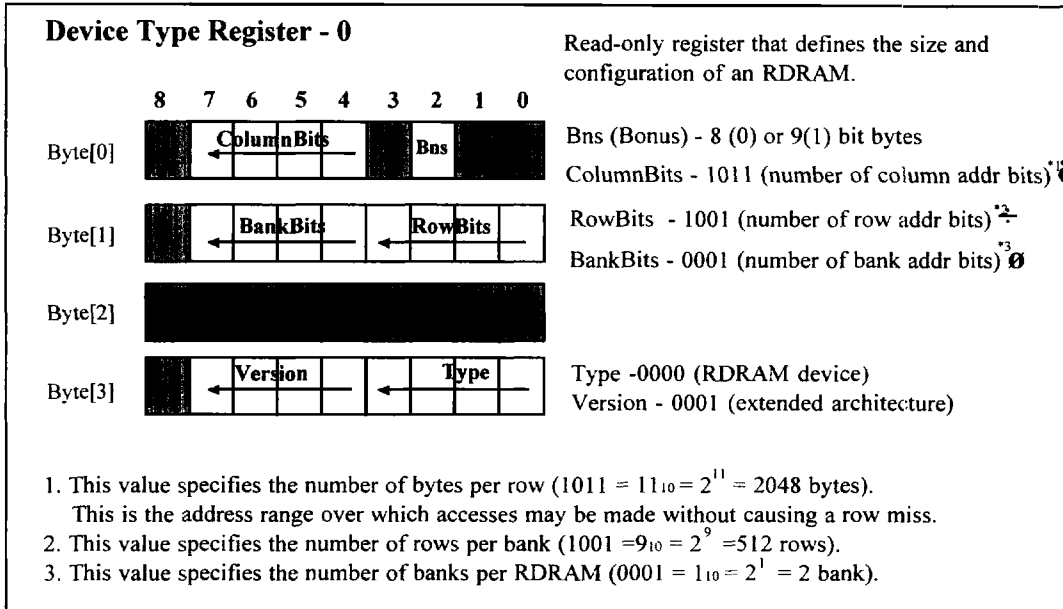 Device Type Register - 0
Read-only register that defines the size and
configuration of an RDRAM.
8 7 6 5 4 3 2 1 0
Byte[0] ColumnBits Bns
Bns (Bonus) - 8 (0) or 9(1) bit bytes
ColumnBits - 1011 (number of column addr bits)
Byte[1] BankBits RowBits
RowBits - 1001 (number of row addr bits) *2
BankBits - 0001 (number of bank addr bits) *3
Byte[2]
Byte[3] Version Type
Type -0000 (RDRAM device)
Version - 0001 (extended architecture)
1. This value specifies the number of bytes per row (1011 = 11₁₀ = 2¹¹ = 2048 bytes).
This is the address range over which accesses may be made without causing a row miss.
2. This value specifies the number of rows per bank (1001 =9₁₀ = 2⁹ =512 rows).
3. This value specifies the number of banks per RDRAM (0001 = 1₁₀ = 2¹ = 2 bank).